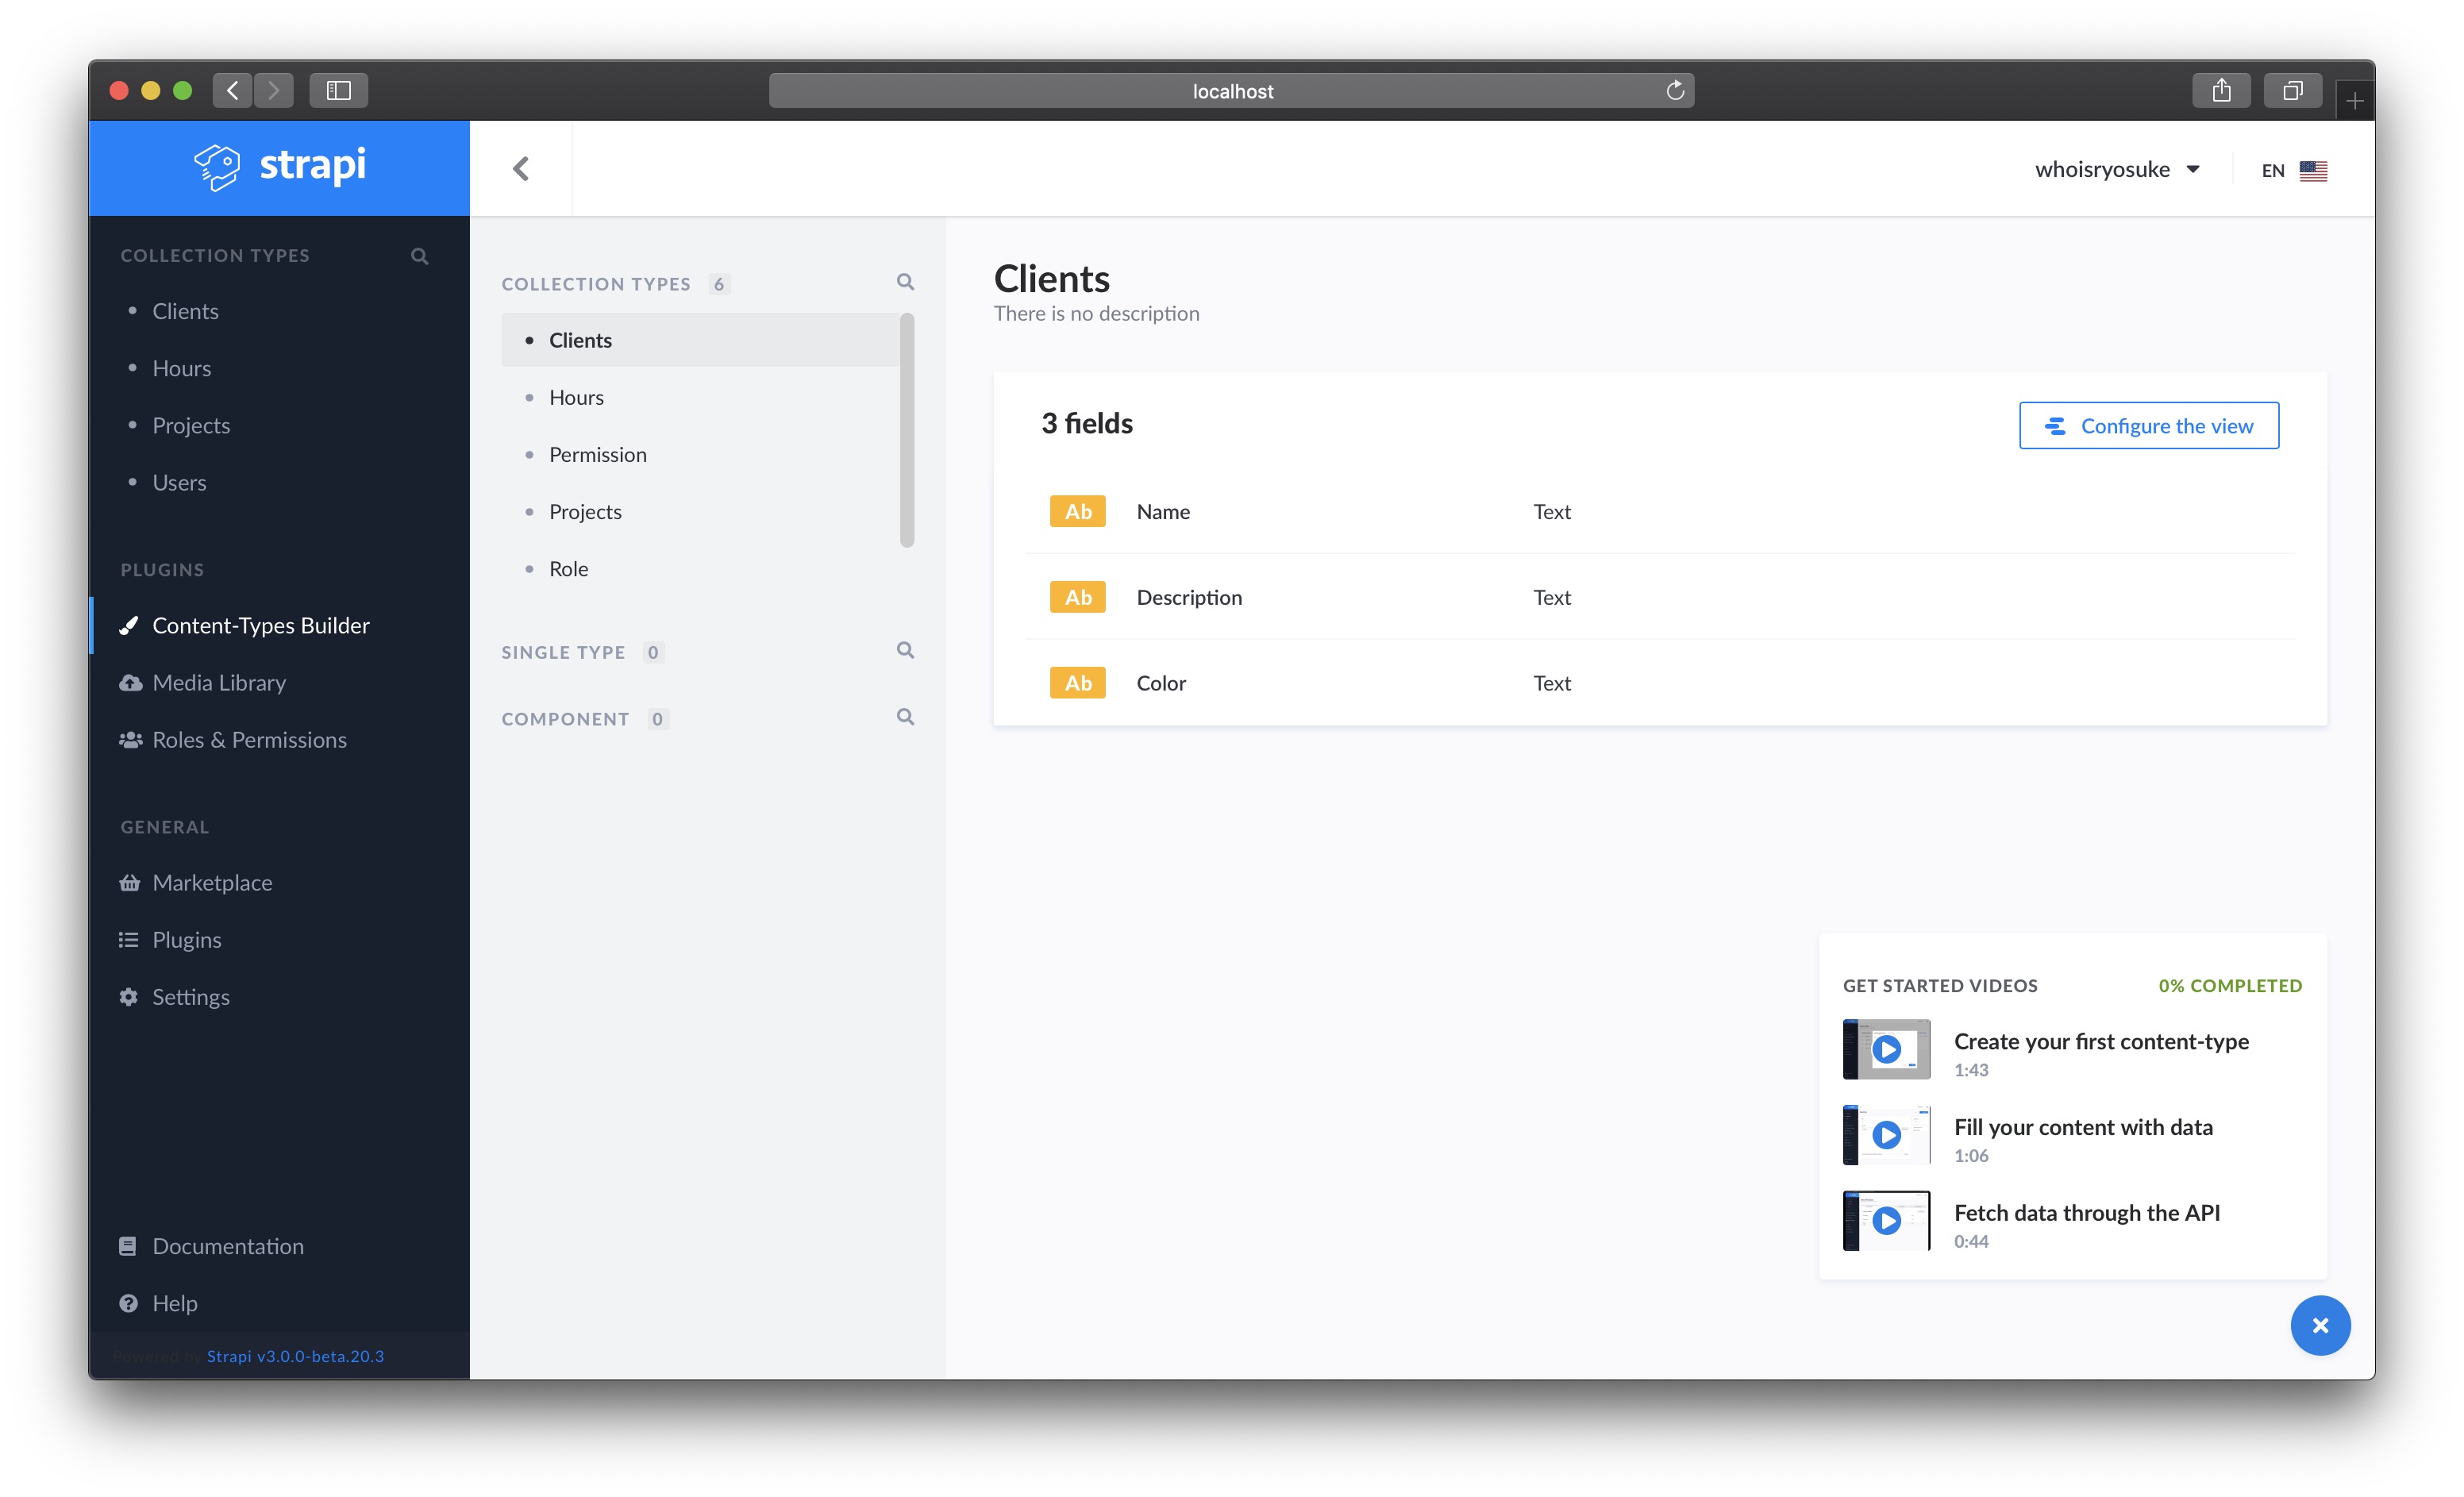 localhost
strapi
whoisryosuke
EN
COLLECTION TYPES
Clients
Hours
Projects
Users
PLUGINS
Content-Types Builder
Media Library
Roles & Permissions
GENERAL
Marketplace
Plugins
Settings
Documentation
Help
Powered by Strapi v3.0.0-beta.20.3
COLLECTION TYPES 6
Clients
Hours
Permission
Projects
Role
SINGLE TYPE 0
COMPONENT 0
Clients
There is no description
3 fields
Configure the view
Ab Name Text
Ab Description Text
Ab Color Text
GET STARTED VIDEOS 0% COMPLETED
Create your first content-type
1:43
Fill your content with data
1:06
Fetch data through the API
0:44